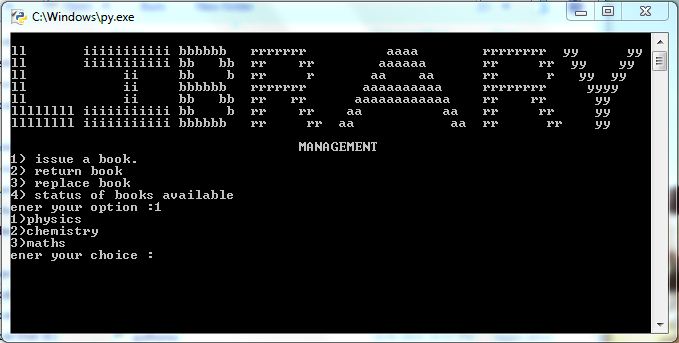 C:\Windows\py.exe
ll       iiiiiiiiiii bbbbbb   rrrrrrr          aaaa        rrrrrrrr  yy      yy
ll       iiiiiiiiiii bb   bb  rr    rr        aaaaaa       rr     rr  yy    yy
ll            ii     bb    b  rr     r       aa    aa      rr      r   yy  yy
ll            ii     bbbbbb   rrrrrrr       aaaaaaaaaa     rrrrrrrr     yyyy
ll            ii     bb   bb  rr   rr      aaaaaaaaaaaa    rr   rr       yy
llllllll iiiiiiiiiii bb    b  rr    rr    aa          aa   rr    rr      yy
llllllll iiiiiiiiiii bbbbbb   rr     rr  aa            aa  rr     rr     yy
MANAGEMENT
1) issue a book.
2) return book
3) replace book
4) status of books available
ener your option :1
1)physics
2)chemistry
3)maths
ener your choice :